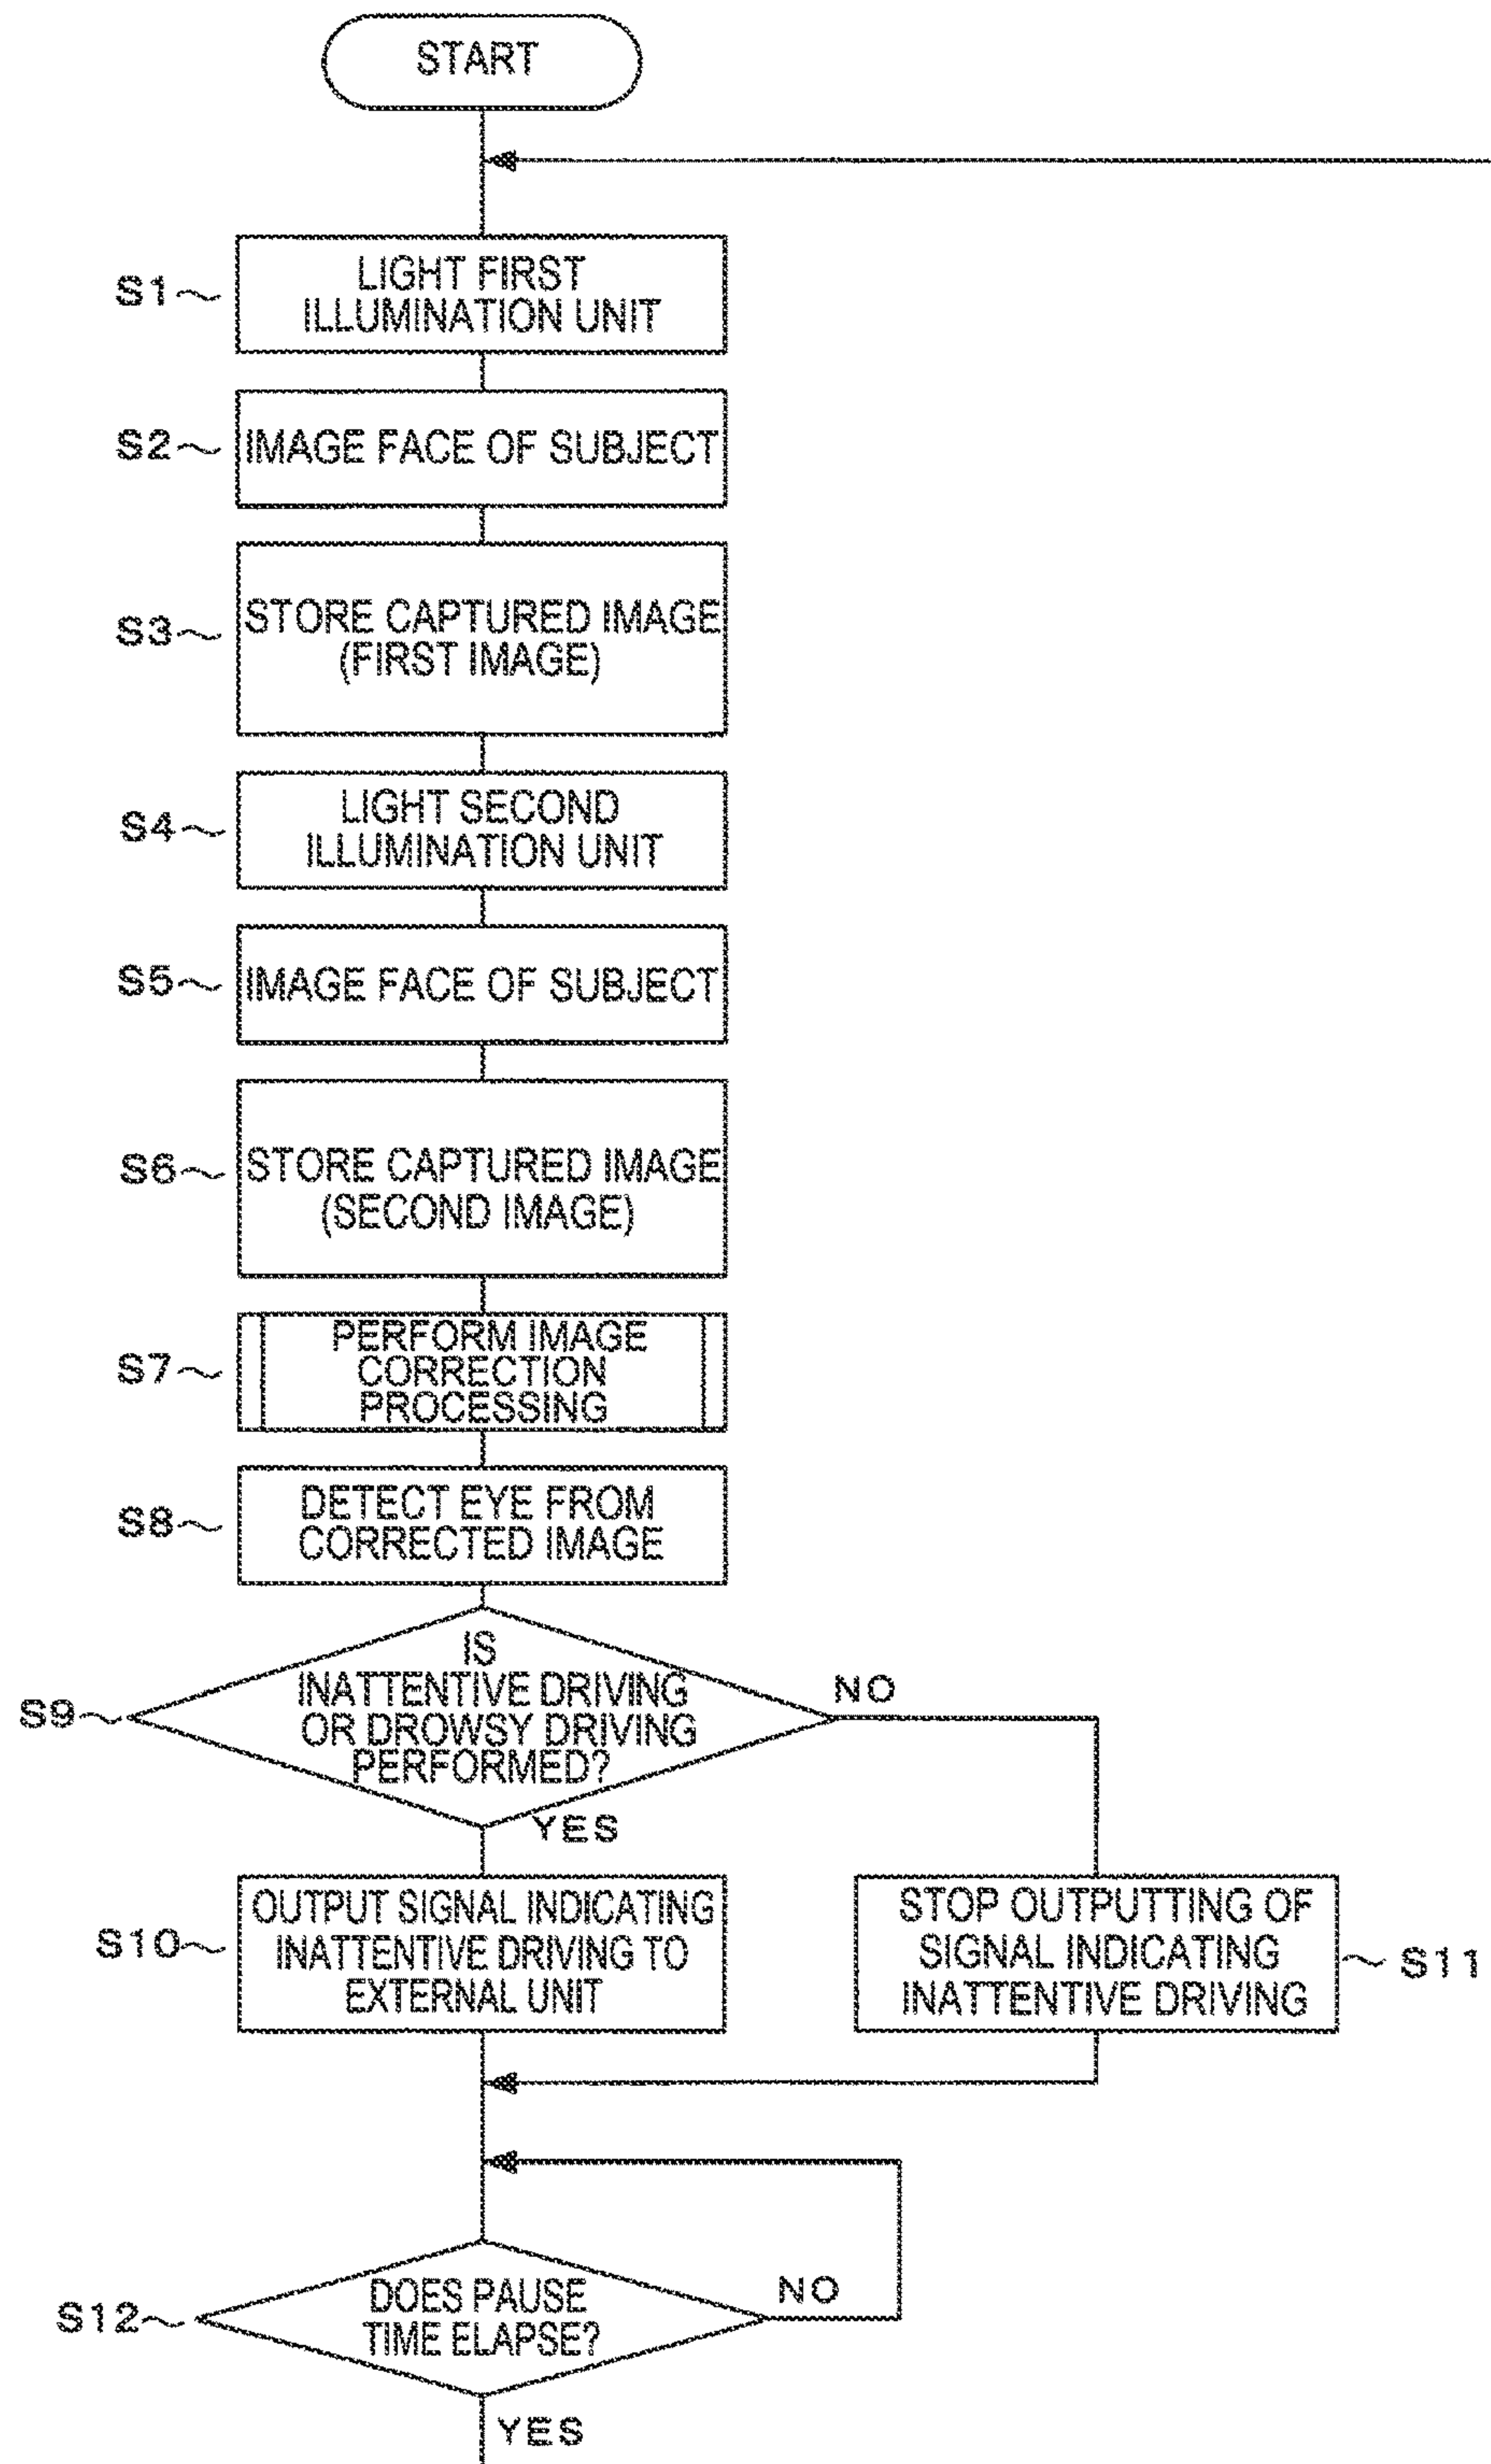 START
S1
LIGHT FIRST
ILLUMINATION UNIT
S2
IMAGE FACE OF SUBJECT
S3
STORE CAPTURED IMAGE
(FIRST IMAGE)
S4
LIGHT SECOND
ILLUMINATION UNIT
S5
IMAGE FACE OF SUBJECT
S6
STORE CAPTURED IMAGE
(SECOND IMAGE)
S7
PERFORM IMAGE
CORRECTION
PROCESSING
S8
DETECT EYE FROM
CORRECTED IMAGE
S9
IS
INATTENTIVE DRIVING
OR DROWSY DRIVING
PERFORMED?
NO
YES
S10
OUTPUT SIGNAL INDICATING
INATTENTIVE DRIVING TO
EXTERNAL UNIT
STOP OUTPUTTING OF
SIGNAL INDICATING
INATTENTIVE DRIVING
S11
S12
DOES PAUSE
TIME ELAPSE?
NO
YES